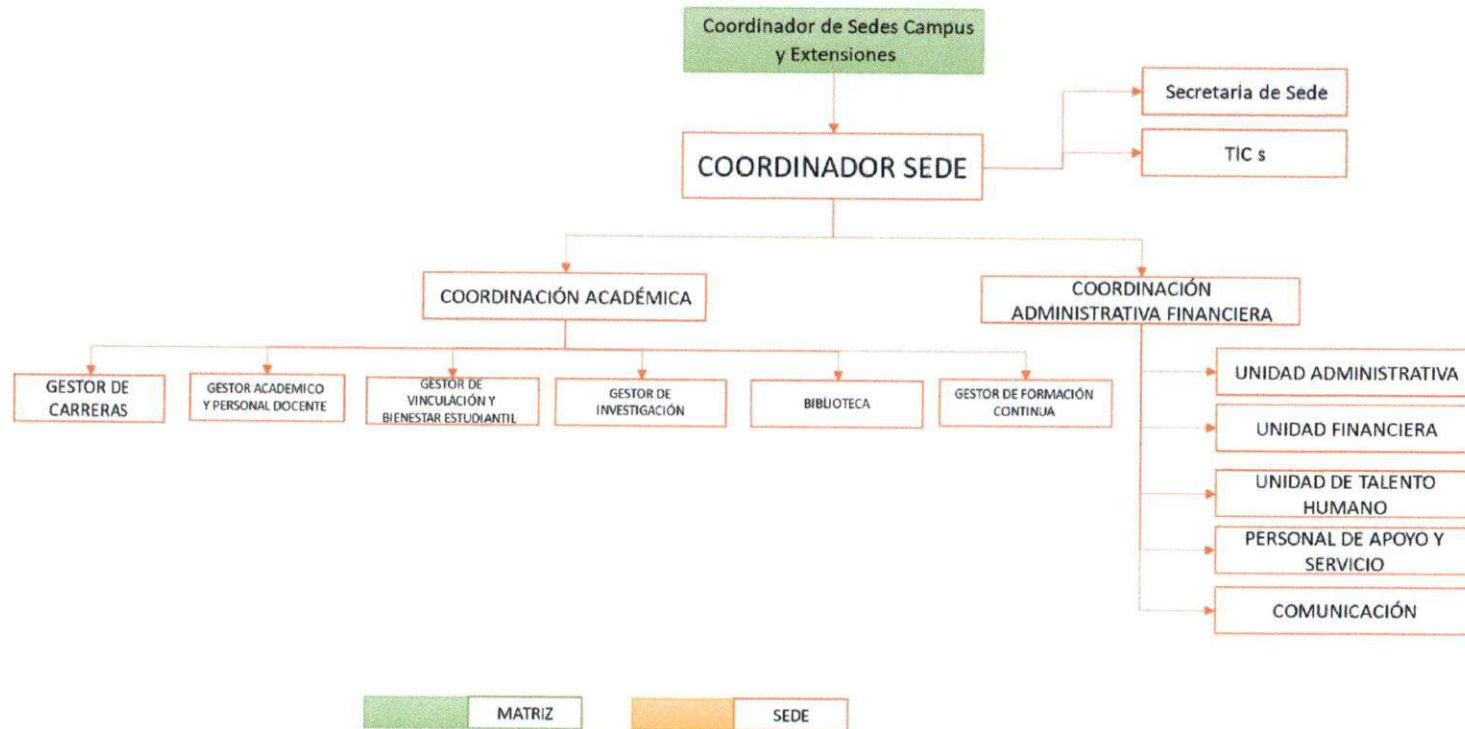 Coordinador de Sedes Campus
y Extensiones
Secretaria de Sede
TIC s
COORDINADOR SEDE
COORDINACIÓN ACADÉMICA
COORDINACIÓN
ADMINISTRATIVA FINANCIERA
GESTOR DE
CARRERAS
GESTOR ACADEMICO
Y PERSONAL DOCENTE
GESTOR DE
VINCULACIÓN Y
BIENESTAR ESTUDIANTIL
GESTOR DE
INVESTIGACIÓN
BIBLIOTECA
GESTOR DE FORMACIÓN
CONTINUA
UNIDAD ADMINISTRATIVA
UNIDAD FINANCIERA
UNIDAD DE TALENTO
HUMANO
PERSONAL DE APOYO Y
SERVICIO
COMUNICACIÓN
MATRIZ
SEDE